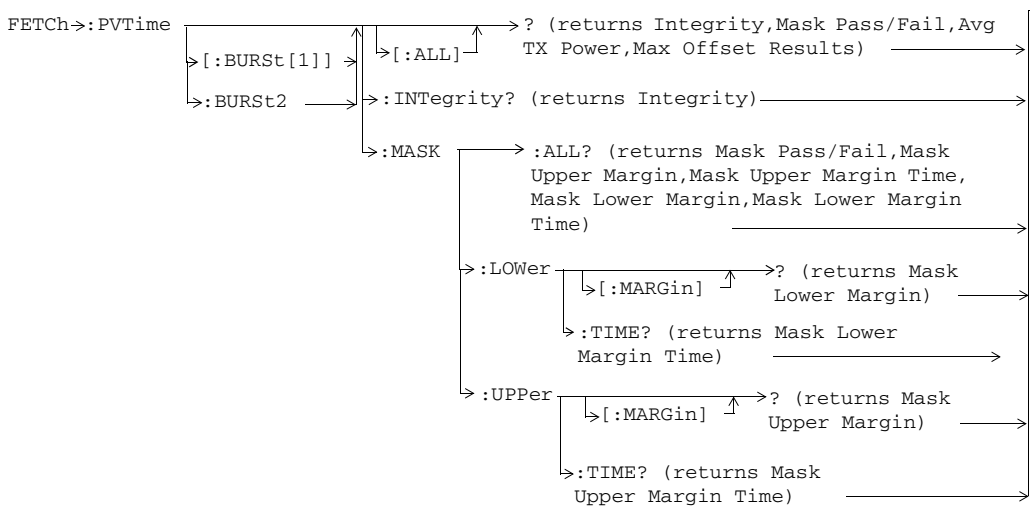 FETCh :PVTime ? (returns Integrity,Mask Pass/Fail,Avg
[:ALL] TX Power,Max Offset Results)
[:BURSt[1]]
:BURSt2 :INTegrity? (returns Integrity)
:MASK :ALL? (returns Mask Pass/Fail,Mask
Upper Margin,Mask Upper Margin Time,
Mask Lower Margin,Mask Lower Margin
Time)
:LOWer ? (returns Mask
[:MARGin] Lower Margin)
:TIME? (returns Mask Lower
Margin Time)
:UPPer ? (returns Mask
[:MARGin] Upper Margin)
:TIME? (returns Mask
Upper Margin Time)